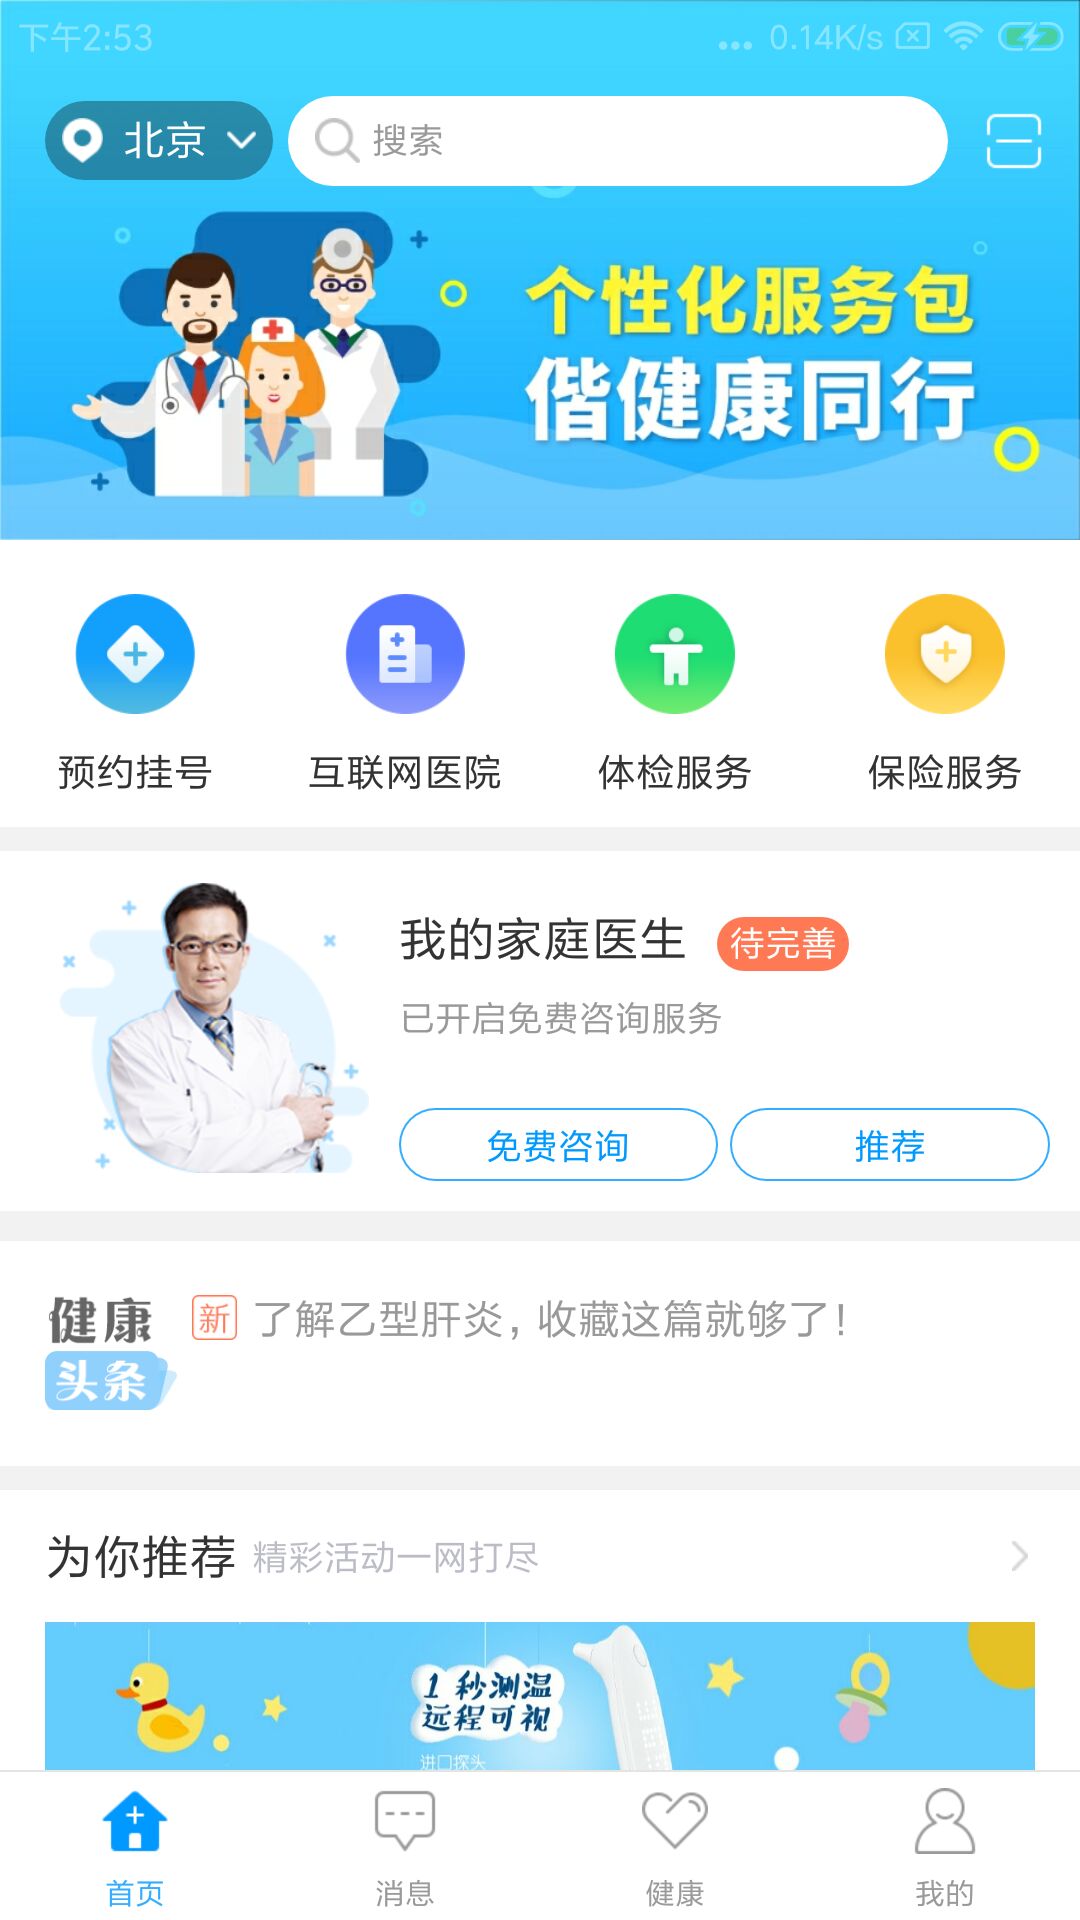 下午2:53
... 0.14K/s
北京
搜索
个性化服务包
偕健康同行
预约挂号
互联网医院
体检服务
保险服务
我的家庭医生
待完善
已开启免费咨询服务
免费咨询
推荐
健康
头条
新
了解乙型肝炎，收藏这篇就够了！
为你推荐
精彩活动一网打尽
1秒测温
远程可视
进口探头
首页
消息
健康
我的